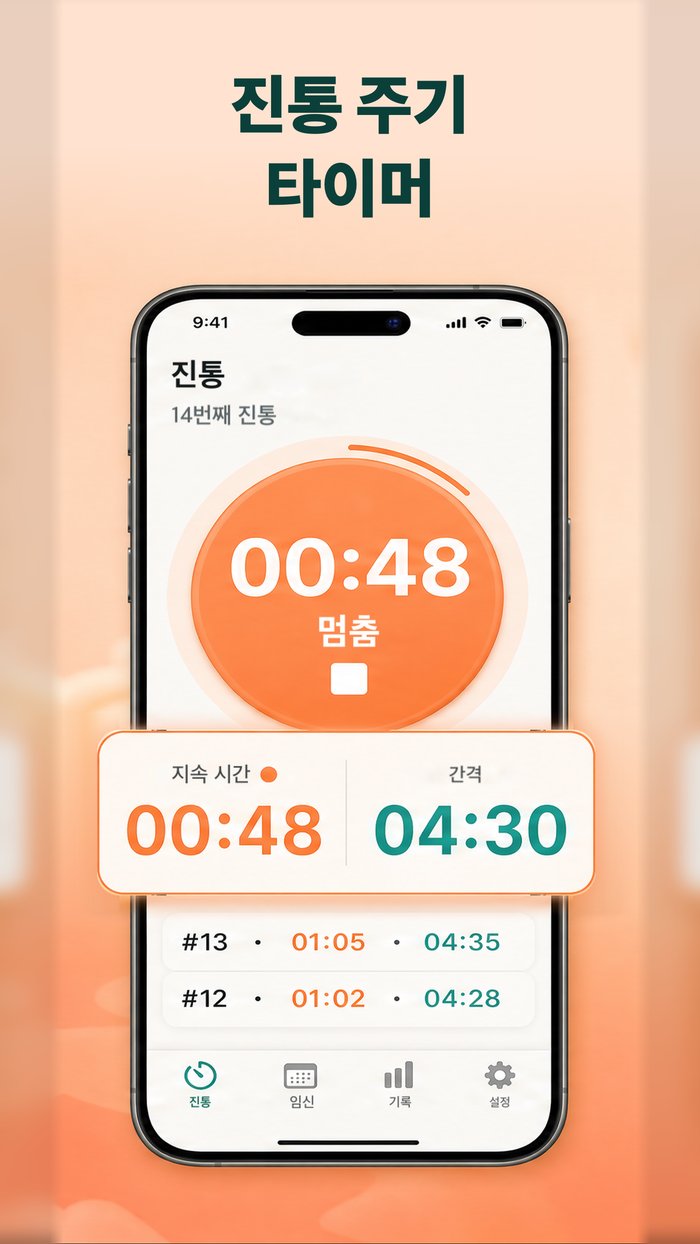 진통 주기
타이머
9:41
진통
14번째 진통
00:48
멈춤
지속 시간
간격
00:48
04:30
#13 • 01:05 • 04:35
#12 • 01:02 • 04:28
진통
임신
기록
설정